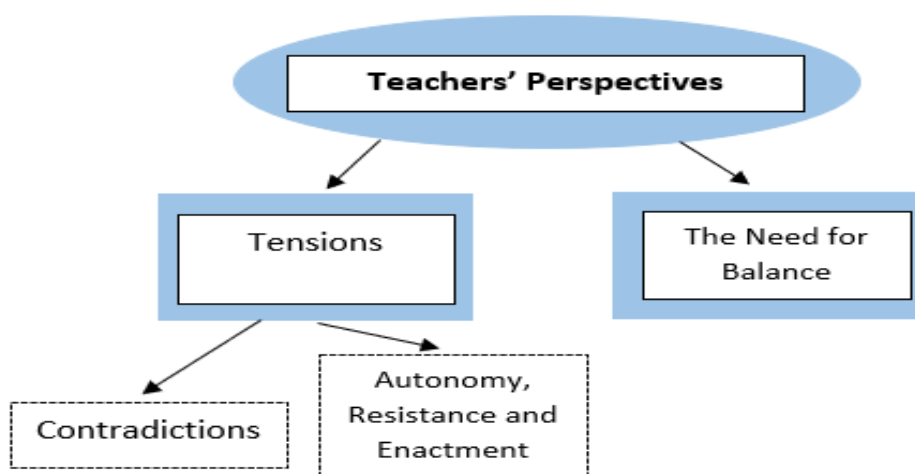 Teachers’ Perspectives
Tensions
The Need for
Balance
Contradictions
Autonomy,
Resistance and
Enactment